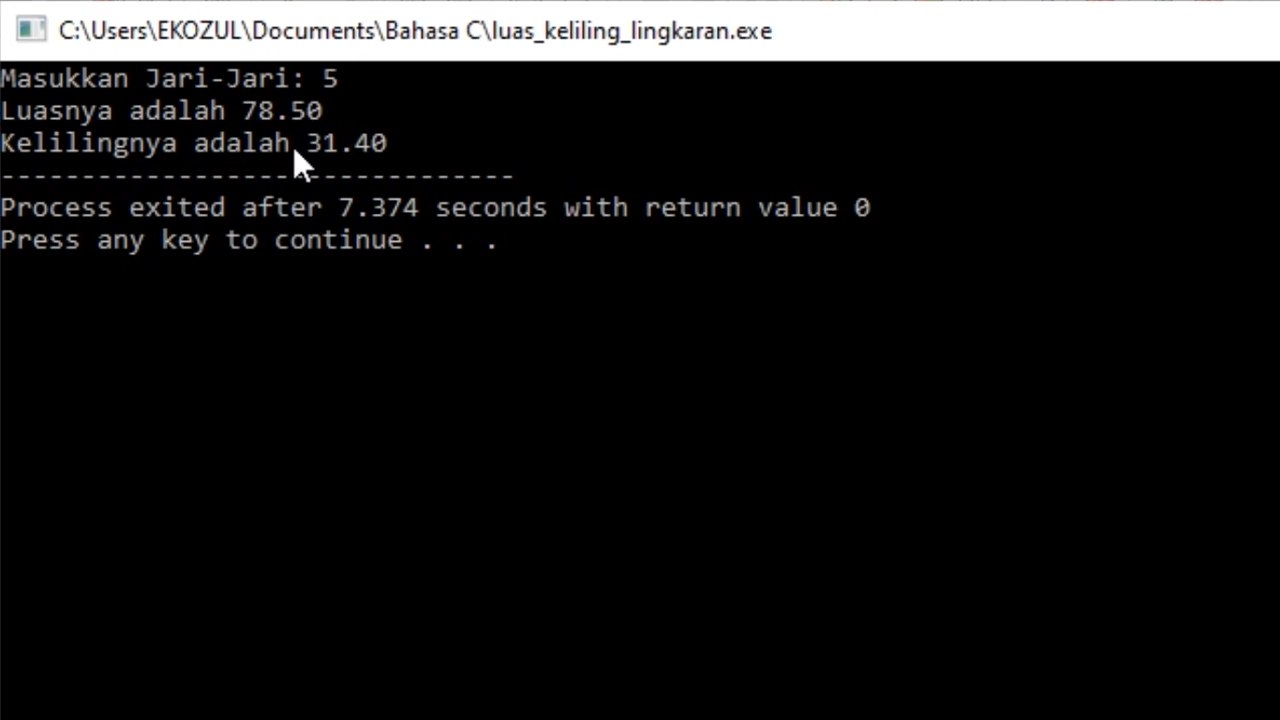 C:\Users\EKOZUL\Documents\Bahasa C\luas_keliling_lingkaran.exe
Masukkan Jari-Jari: 5
Luasnya adalah 78.50
Kelilingnya adalah 31.40
--------------------------------
Process exited after 7.374 seconds with return value 0
Press any key to continue . . .